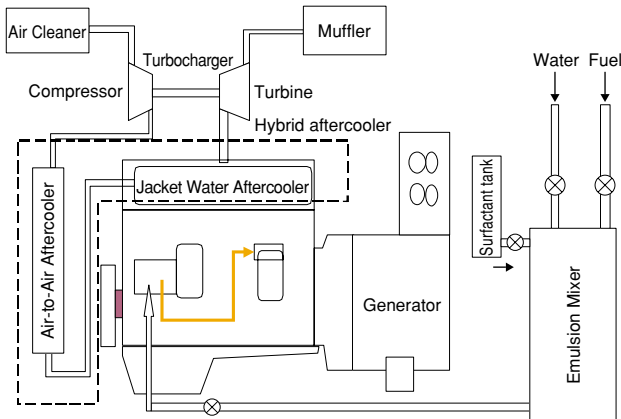 Air Cleaner
Muffler
Turbocharger
Compressor
Turbine
Water
Fuel
Hybrid aftercooler
Jacket Water Aftercooler
Air-to-Air Aftercooler
Surfactant tank
Generator
Emulsion Mixer